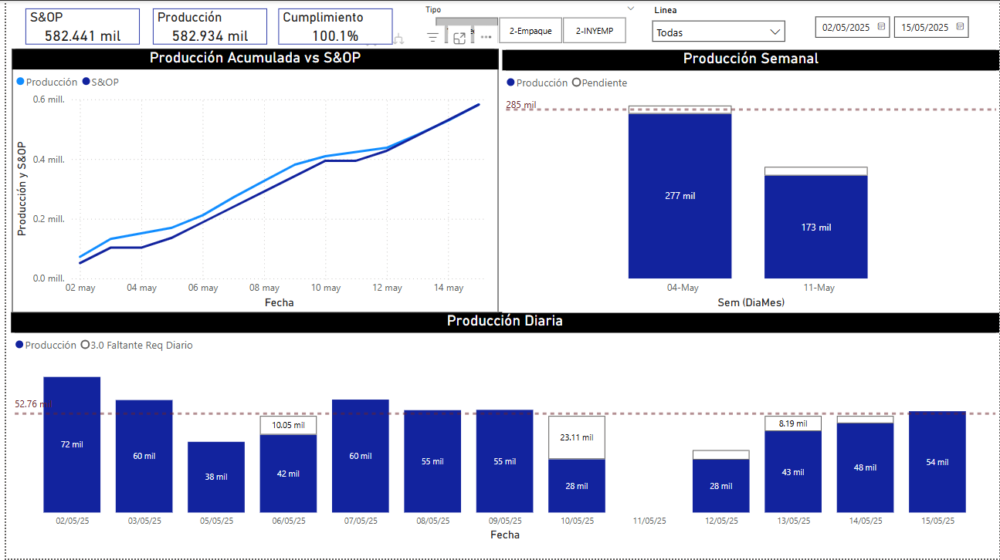 S&OP
582.441 mil
Producción
582.934 mil
Cumplimiento
100.1%
Tipo
2-Empaque
2-INYEMP
Linea
Todas
02/05/2025
15/05/2025
Producción Acumulada vs S&OP
Producción S&OP
Producción y S&OP
0.6 mill.
0.4 mill.
0.2 mill.
0.0 mill.
02 may 04 may 06 may 08 may 10 may 12 may 14 may
Fecha
Producción Semanal
Producción Pendiente
285 mil
277 mil
173 mil
04-May 11-May
Sem (DiaMes)
Producción Diaria
Producción 3.0 Faltante Req Diario
52.76 mil
72 mil
60 mil
38 mil
10.05 mil
42 mil
60 mil
55 mil
55 mil
23.11 mil
28 mil
28 mil
8.19 mil
43 mil
48 mil
54 mil
02/05/25 03/05/25 05/05/25 06/05/25 07/05/25 08/05/25 09/05/25 10/05/25 11/05/25 12/05/25 13/05/25 14/05/25 15/05/25
Fecha